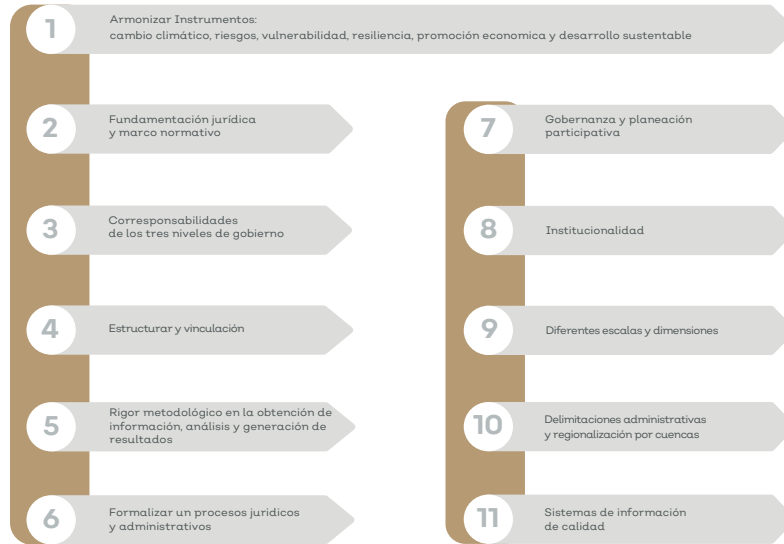 1
Armonizar Instrumentos:
cambio climático, riesgos, vulnerabilidad, resiliencia, promoción economica y desarrollo sustentable
2
Fundamentación jurídica
y marco normativo
3
Corresponsabilidades
de los tres niveles de gobierno
4
Estructurar y vinculación
5
Rigor metodológico en la obtención de
información, análisis y generación de
resultados
6
Formalizar un procesos juridicos
y administrativos
7
Gobernanza y planeación
participativa
8
Institucionalidad
9
Diferentes escalas y dimensiones
10
Delimitaciones administrativas
y regionalización por cuencas
11
Sistemas de información
de calidad